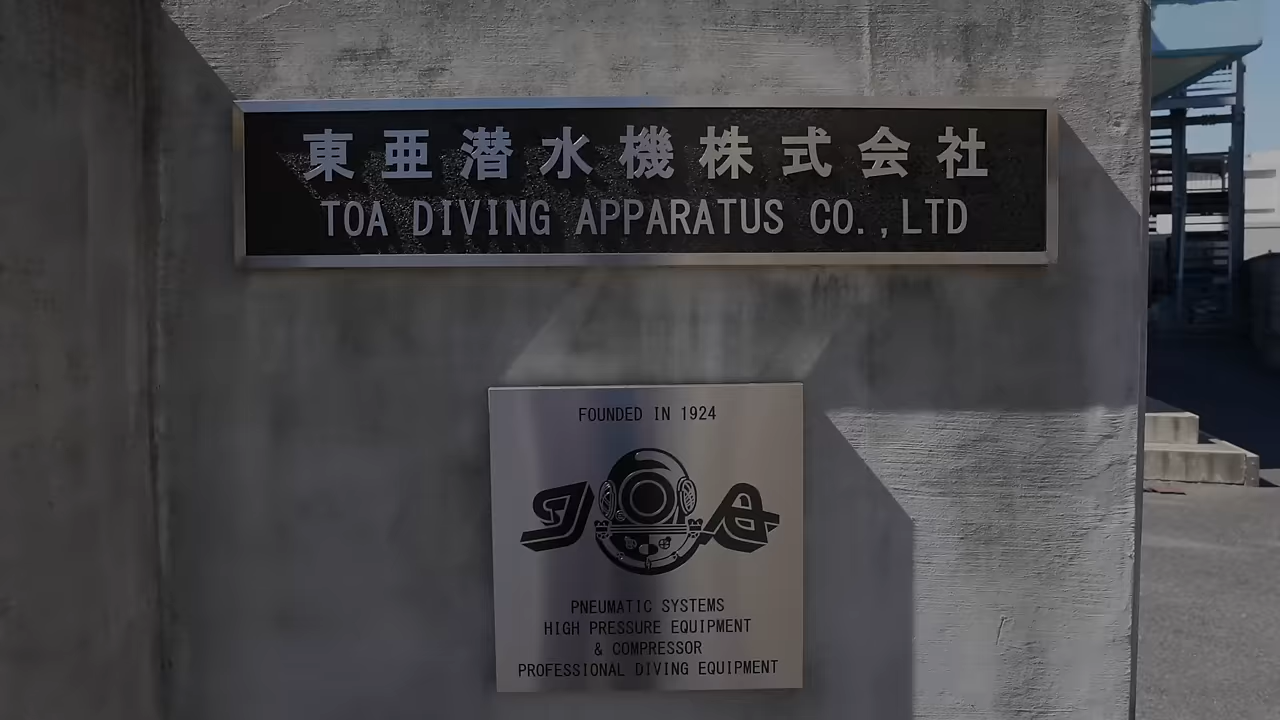 東亜潜水機株式会社
TOA DIVING APPARATUS CO.,LTD
FOUNDED IN 1924
TOA
PNEUMATIC SYSTEMS
HIGH PRESSURE EQUIPMENT
& COMPRESSOR
PROFESSIONAL DIVING EQUIPMENT